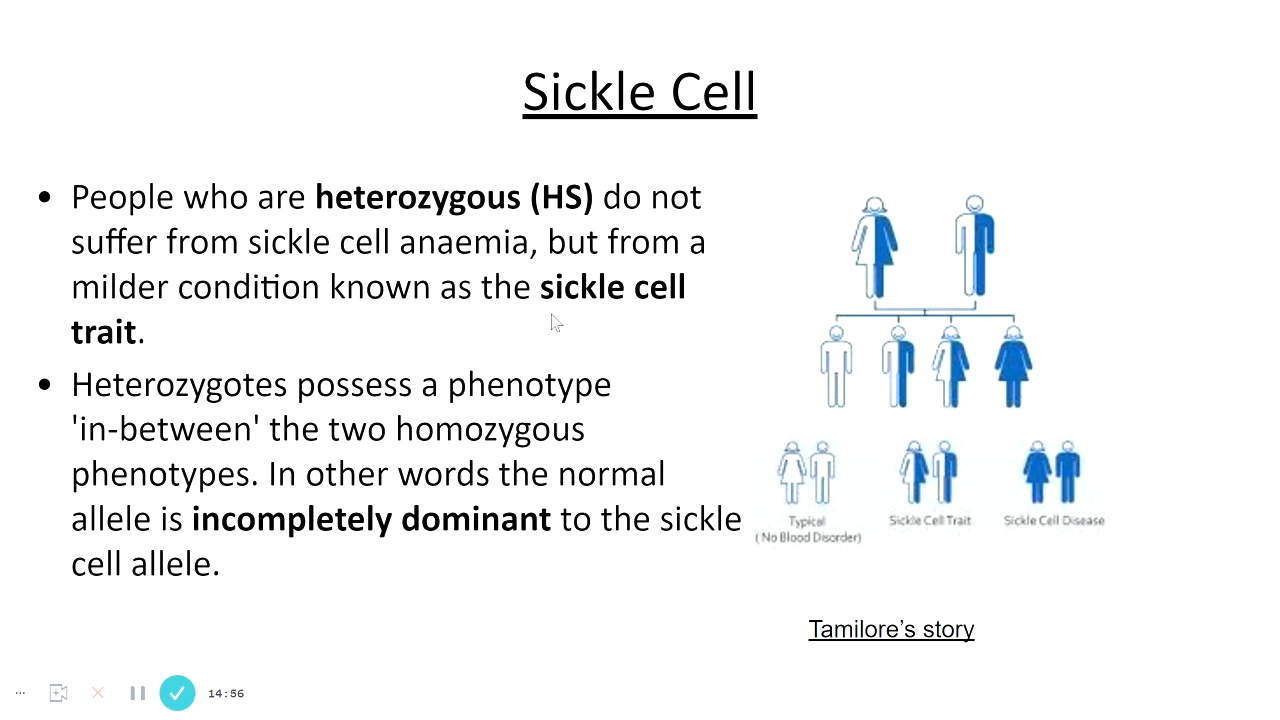 Sickle Cell
• People who are heterozygous (HS) do not
suffer from sickle cell anaemia, but from a
milder condition known as the sickle cell
trait.
• Heterozygotes possess a phenotype
'in-between' the two homozygous
phenotypes. In other words the normal
allele is incompletely dominant to the sickle
cell allele.
Typical
(No Blood Disorder)
Sickle Cell Trait
Sickle Cell Disease
Tamilore’s story
14:56